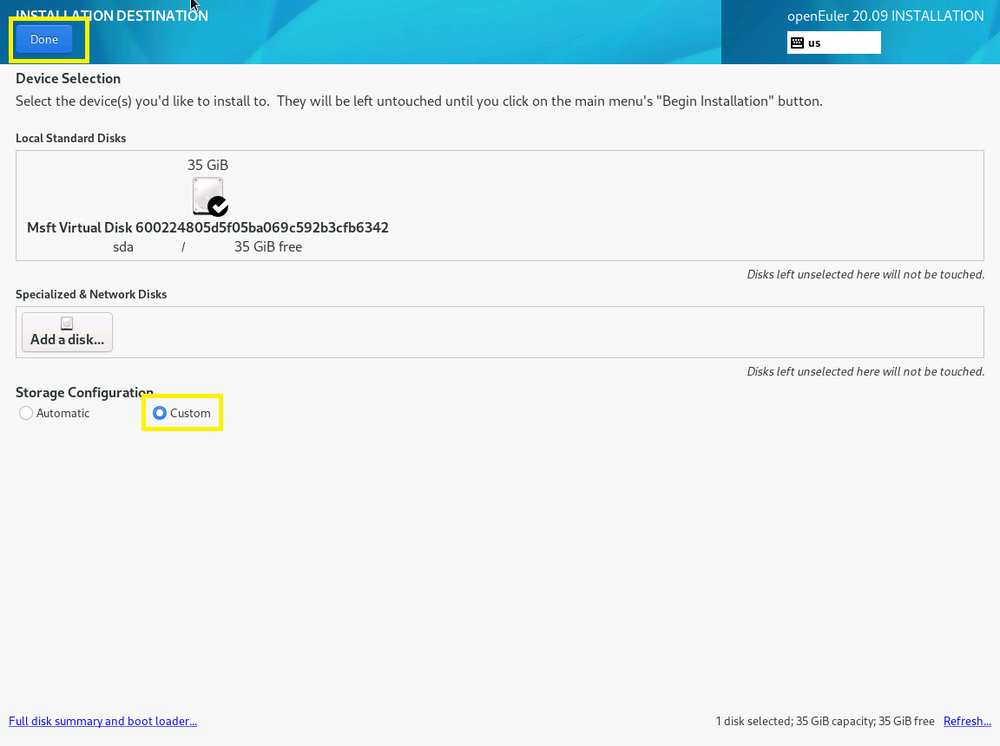 INSTALLATION DESTINATION
openEuler 20.09 INSTALLATION
Done
us
Device Selection
Select the device(s) you'd like to install to.  They will be left untouched until you click on the main menu's "Begin Installation" button.
Local Standard Disks
35 GiB
Msft Virtual Disk 600224805d5f05ba069c592b3cfb6342
sda / 35 GiB free
Disks left unselected here will not be touched.
Specialized & Network Disks
Add a disk...
Disks left unselected here will not be touched.
Storage Configuration
Automatic Custom
Full disk summary and boot loader... 1 disk selected; 35 GiB capacity; 35 GiB free Refresh...